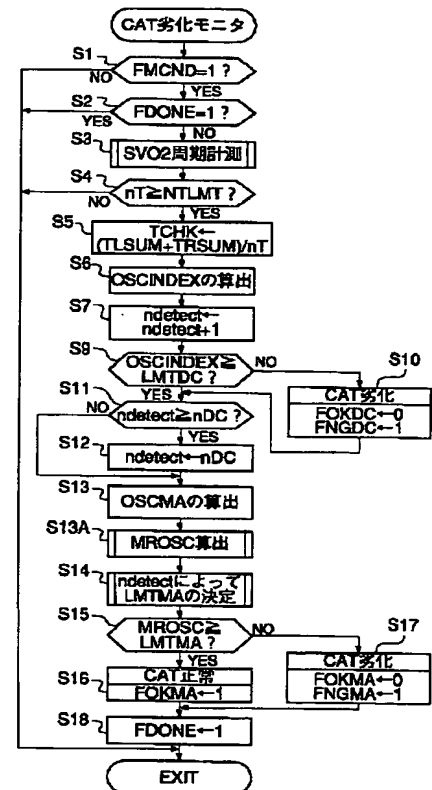 CAT劣化モニタ
S1
FMCND=1 ?
NO
YES
S2
FDONE=1 ?
YES
NO
S3
SVO2周期計測
S4
nT≧NTLMT ?
NO
YES
S5
TCHK←
(TLSUM+TRSUM)/nT
S6
OSCINDEXの算出
S7
ndetect←
ndetect+1
S9
OSCINDEX≧
LMTDC ?
NO
YES
S10
CAT劣化
FOKDC←0
FNGDC←1
S11
ndetect≧nDC ?
NO
YES
S12
ndetect←nDC
S13
OSCMAの算出
S13A
MROSC算出
S14
ndetectによって
LMTMAの決定
S15
MROSC≧
LMTMA ?
NO
YES
S17
CAT劣化
FOKMA←0
FNGMA←1
S16
CAT正常
FOKMA←1
S18
FDONE←1
EXIT